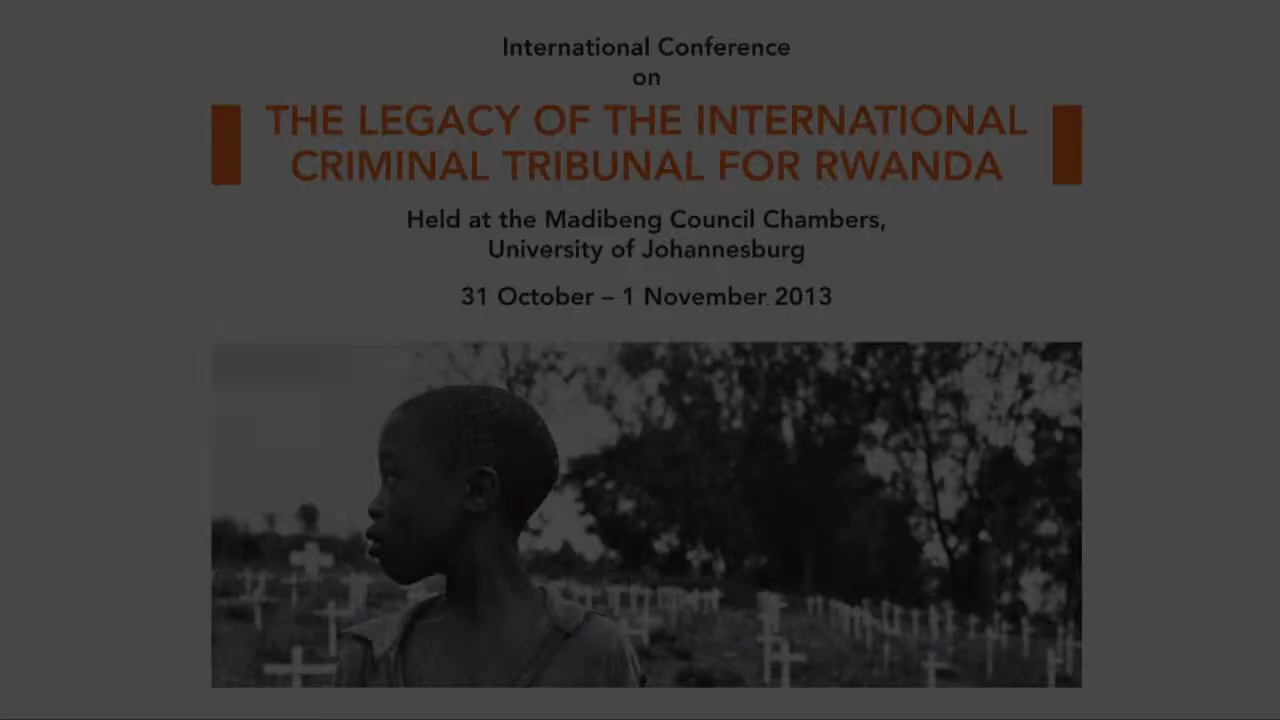 International Conference
on
THE LEGACY OF THE INTERNATIONAL
CRIMINAL TRIBUNAL FOR RWANDA
Held at the Madibeng Council Chambers,
University of Johannesburg
31 October – 1 November 2013